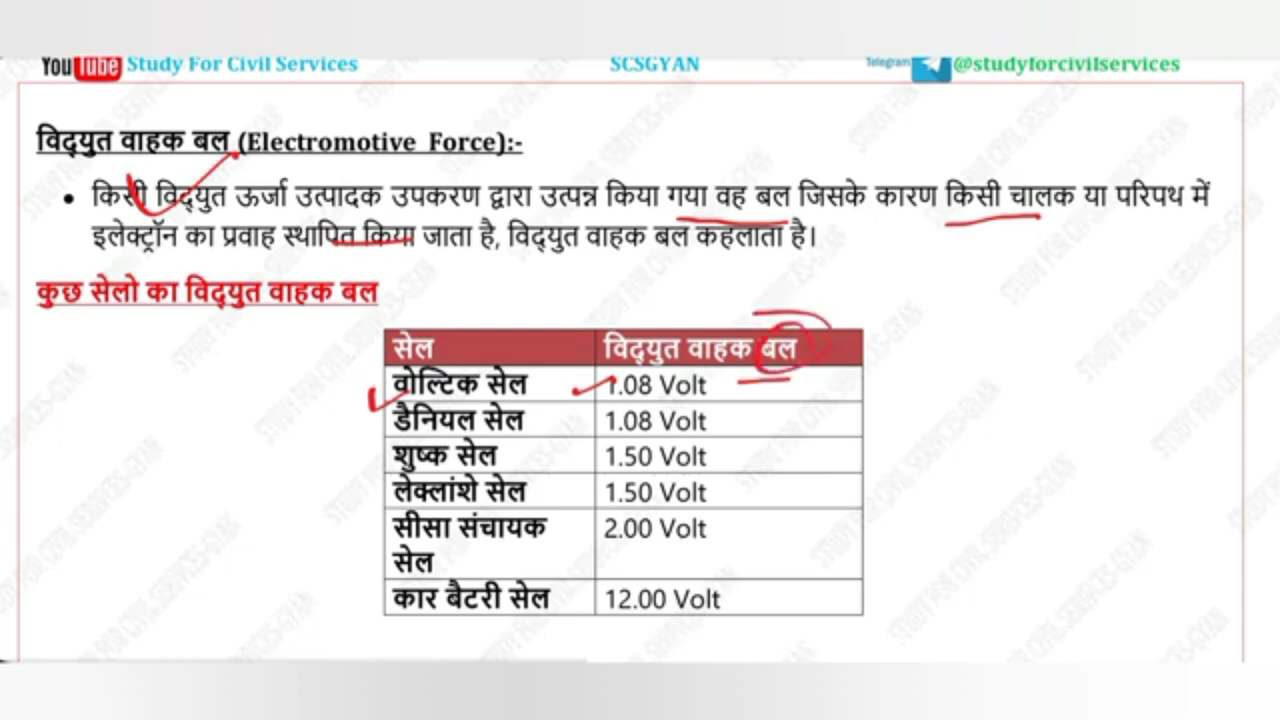 YouTube Study For Civil Services SCSGYAN Telegram @studyforcivilservices
विद्युत वाहक बल (Electromotive Force):-
• किसी विद्युत ऊर्जा उत्पादक उपकरण द्वारा उत्पन्न किया गया वह बल जिसके कारण किसी चालक या परिपथ में
इलेक्ट्रॉन का प्रवाह स्थापित किया जाता है, विद्युत वाहक बल कहलाता है।
कुछ सेलो का विद्युत वाहक बल
सेल विद्युत वाहक बल
वोल्टिक सेल 1.08 Volt
डैनियल सेल 1.08 Volt
शुष्क सेल 1.50 Volt
लेक्लांशे सेल 1.50 Volt
सीसा संचायक 2.00 Volt
सेल
कार बैटरी सेल 12.00 Volt